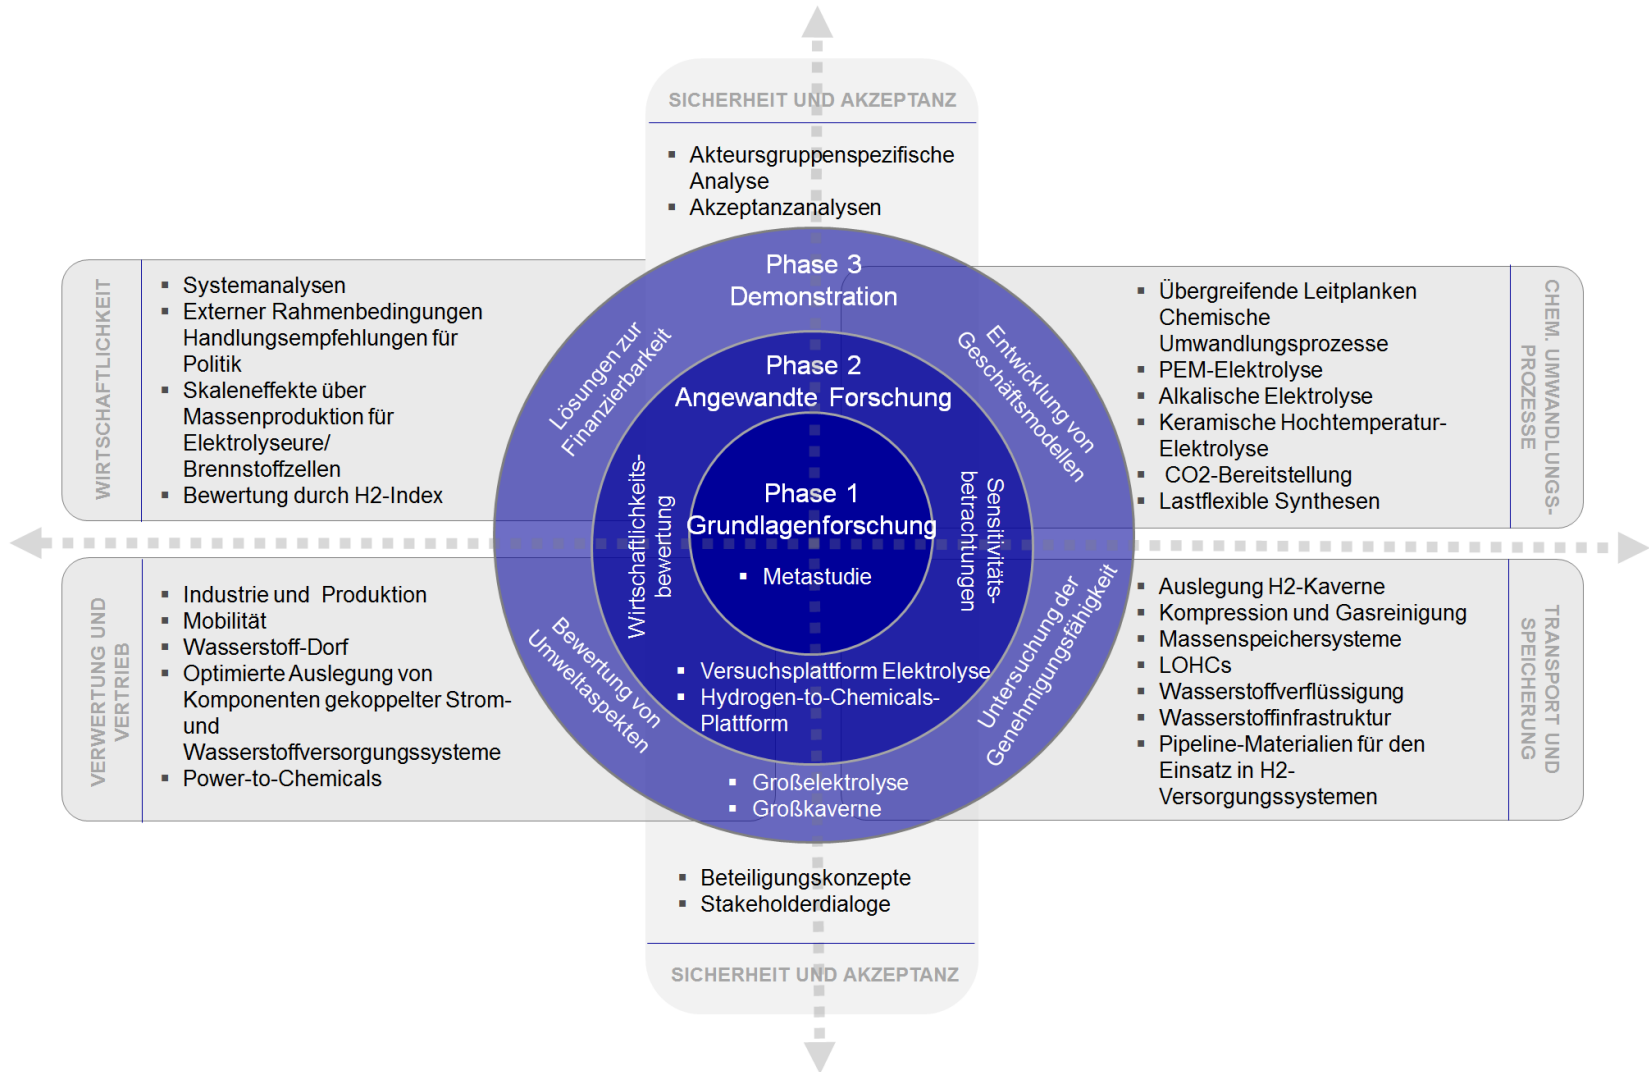 SICHERHEIT UND AKZEPTANZ
▪ Akteursgruppenspezifische
Analyse
▪ Akzeptanzanalysen
WIRTSCHAFTLICHKEIT
▪ Systemanalysen
▪ Externer Rahmenbedingungen
Handlungsempfehlungen für
Politik
▪ Skaleneffekte über
Massenproduktion für
Elektrolyseure/
Brennstoffzellen
▪ Bewertung durch H2-Index
Phase 3
Demonstration
Lösungen zur
Finanzierbarkeit
Entwicklung von
Geschäftsmodellen
Phase 2
Angewandte Forschung
Wirtschaftlichkeits-
bewertung
Sensitivitäts-
betrachtungen
Phase 1
Grundlagenforschung
▪ Metastudie
▪ Versuchsplattform Elektrolyse
▪ Hydrogen-to-Chemicals-
Plattform
Bewertung von
Umweltaspekten
Untersuchung der
Genehmigungsfähigkeit
▪ Großelektrolyse
▪ Großkaverne
▪ Übergreifende Leitplanken
Chemische
Umwandlungsprozesse
▪ PEM-Elektrolyse
▪ Alkalische Elektrolyse
▪ Keramische Hochtemperatur-
Elektrolyse
▪ CO2-Bereitstellung
▪ Lastflexible Synthesen
CHEM. UMWANDLUNGS-
PROZESSE
VERWERTUNG UND
VERTRIEB
▪ Industrie und Produktion
▪ Mobilität
▪ Wasserstoff-Dorf
▪ Optimierte Auslegung von
Komponenten gekoppelter Strom-
und
Wasserstoffversorgungssysteme
▪ Power-to-Chemicals
▪ Auslegung H2-Kaverne
▪ Kompression und Gasreinigung
▪ Massenspeichersysteme
▪ LOHCs
▪ Wasserstoffverflüssigung
▪ Wasserstoffinfrastruktur
▪ Pipeline-Materialien für den
Einsatz in H2-
Versorgungssystemen
TRANSPORT UND
SPEICHERUNG
▪ Beteiligungskonzepte
▪ Stakeholderdialoge
SICHERHEIT UND AKZEPTANZ